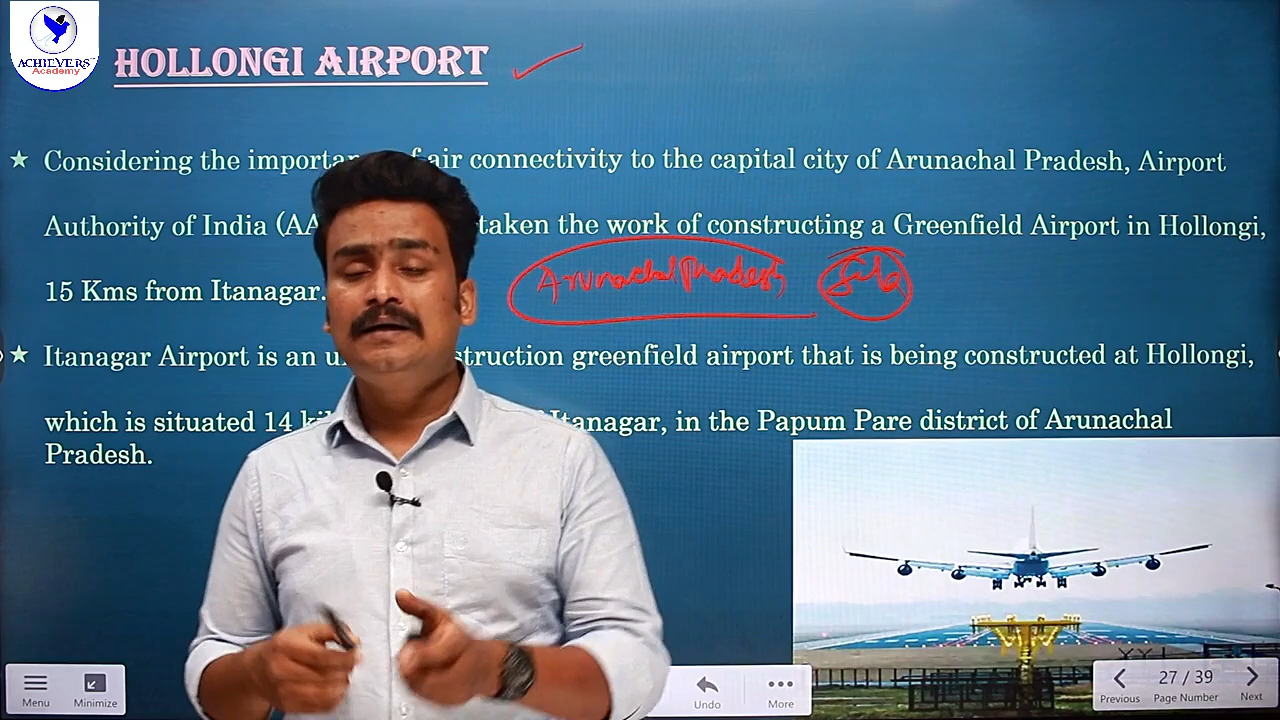 ACHIEVERS
Academy
HOLLONGI AIRPORT
★ Considering the importan of air connectivity to the capital city of Arunachal Pradesh, Airport
Authority of India (AA taken the work of constructing a Greenfield Airport in Hollongi,
15 Kms from Itanagar.
Arunachal Pradesh
★ Itanagar Airport is an u struction greenfield airport that is being constructed at Hollongi,
which is situated 14 kil Itanagar, in the Papum Pare district of Arunachal
Pradesh.
Menu Minimize Undo More Previous 27 / 39 Page Number Next